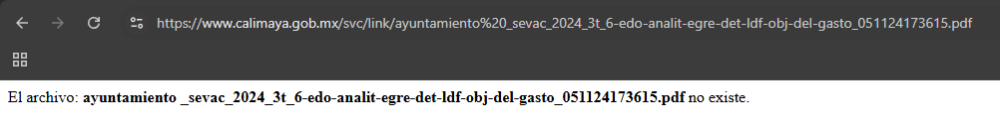 https://www.calimaya.gob.mx/svc/link/ayuntamiento%20_sevac_2024_3t_6-edo-analit-egre-det-ldf-obj-del-gasto_051124173615.pdf
El archivo: ayuntamiento _sevac_2024_3t_6-edo-analit-egre-det-ldf-obj-del-gasto_051124173615.pdf no existe.